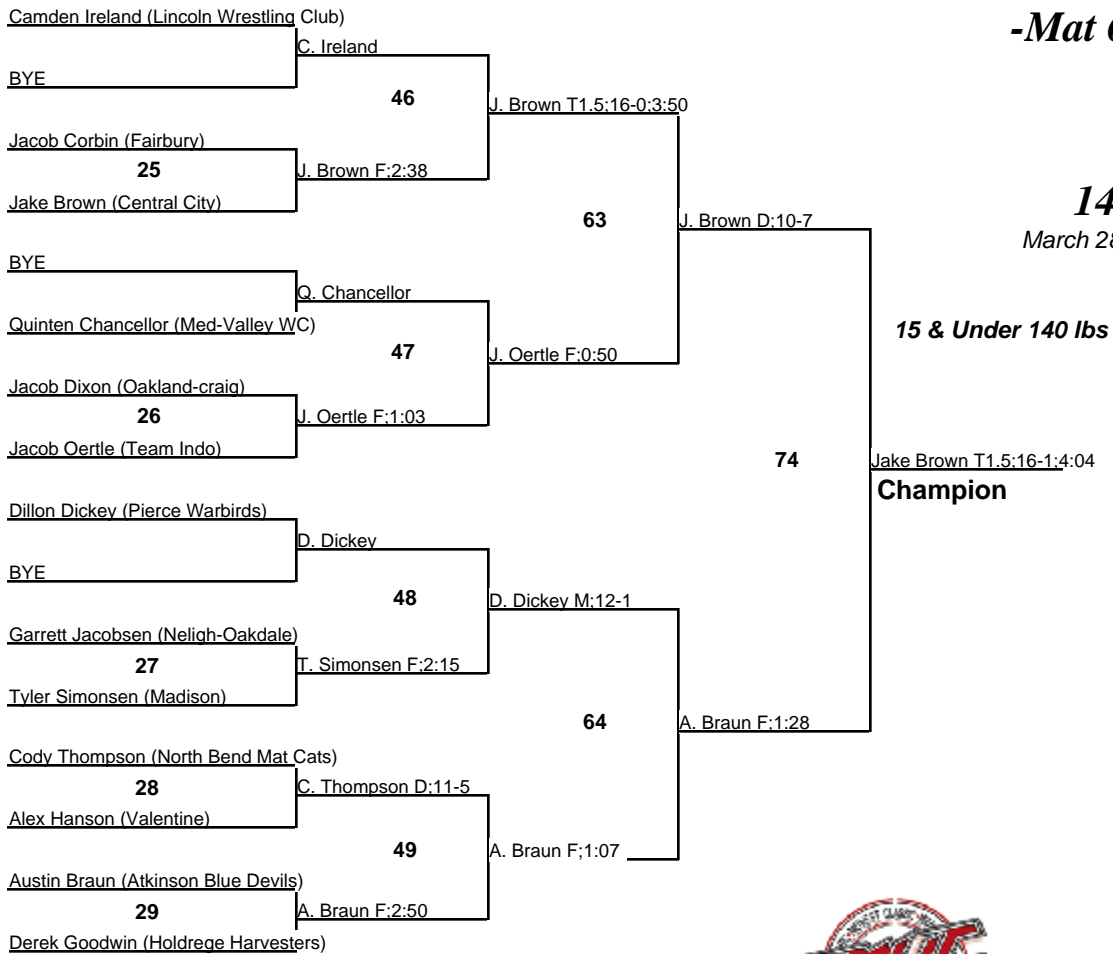 Camden Ireland (Lincoln Wrestling Club)
-Mat
C. Ireland
BYE
46
J. Brown T1.5;16-0;3:50
Jacob Corbin (Fairbury)
25
J. Brown F;2:38
Jake Brown (Central City)
14
63
J. Brown D;10-7
March 28
BYE
Q. Chancellor
Quinten Chancellor (Med-Valley WC)
15 & Under 140 lbs
47
J. Oertle F;0:50
Jacob Dixon (Oakland-craig)
26
J. Oertle F;1:03
Jacob Oertle (Team Indo)
74
Jake Brown T1.5;16-1;4:04
Champion
Dillon Dickey (Pierce Warbirds)
D. Dickey
BYE
48
D. Dickey M;12-1
Garrett Jacobsen (Neligh-Oakdale)
27
T. Simonsen F;2:15
Tyler Simonsen (Madison)
64
A. Braun F;1:28
Cody Thompson (North Bend Mat Cats)
28
C. Thompson D;11-5
Alex Hanson (Valentine)
49
A. Braun F;1:07
Austin Braun (Atkinson Blue Devils)
29
A. Braun F;2:50
Derek Goodwin (Holdrege Harvesters)